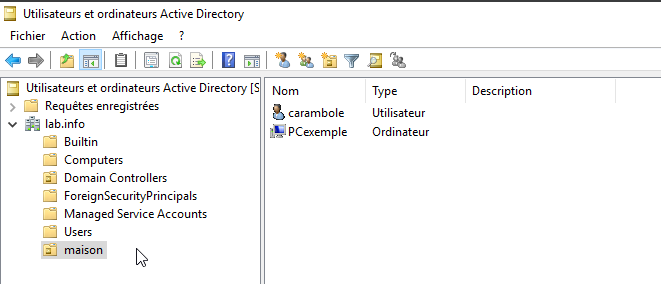 Utilisateurs et ordinateurs Active Directory
Fichier Action Affichage ?
Utilisateurs et ordinateurs Active Directory [S
Requêtes enregistrées
lab.info
Builtin
Computers
Domain Controllers
ForeignSecurityPrincipals
Managed Service Accounts
Users
maison
Nom Type Description
carambole Utilisateur
PCexemple Ordinateur